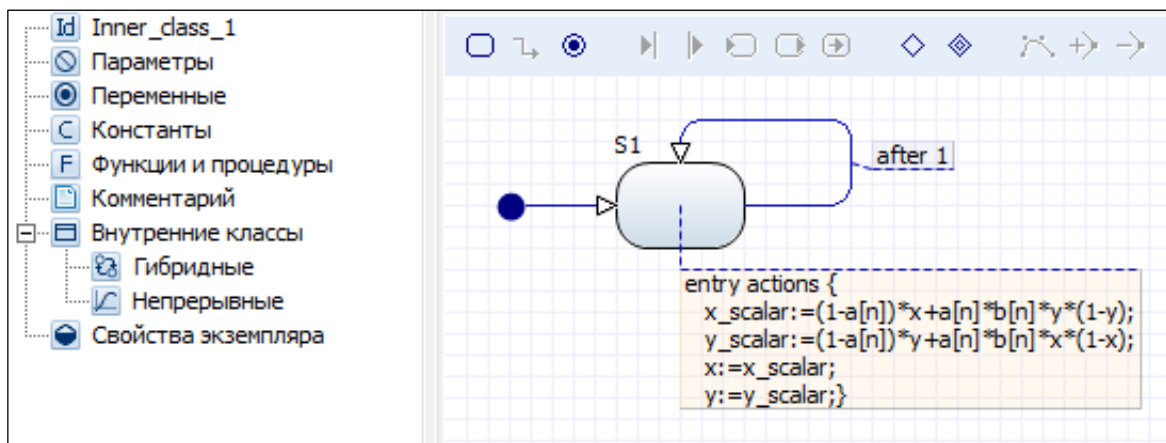 Id Inner_class_1
Параметры
Переменные
C Константы
F Функции и процедуры
Комментарий
Внутренние классы
Гибридные
Непрерывные
Свойства экземпляра
S1
after 1
entry actions {
x_scalar:=(1-a[n])*x+a[n]*b[n]*y*(1-y);
y_scalar:=(1-a[n])*y+a[n]*b[n]*x*(1-x);
x:=x_scalar;
y:=y_scalar;}